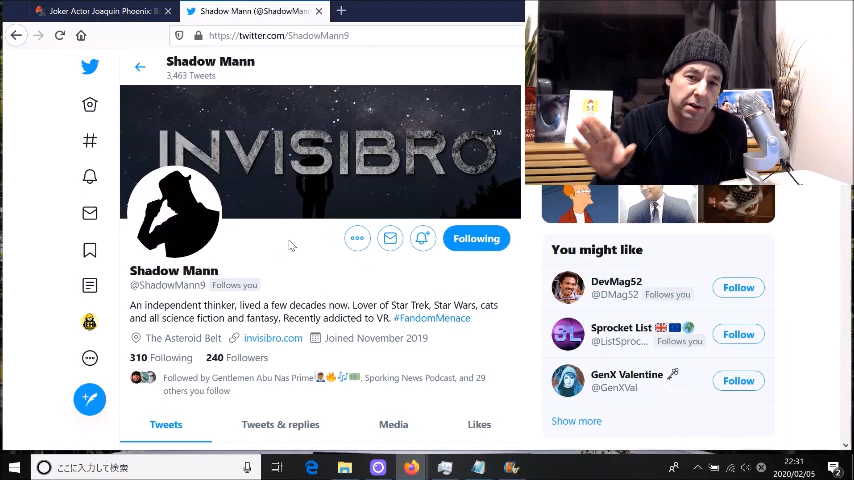 Joker Actor Joaquin Phoenix: B
Shadow Mann (@ShadowMann
https://twitter.com/ShadowMann9
Shadow Mann
3,463 Tweets
INVISIBRO™
Following
Shadow Mann
@ShadowMann9 Follows you
An independent thinker, lived a few decades now. Lover of Star Trek, Star Wars, cats
and all science fiction and fantasy. Recently addicted to VR. #FandomMenace
The Asteroid Belt invisibro.com Joined November 2019
310 Following 240 Followers
Followed by Gentlemen Abu Nas Prime, Sporking News Podcast, and 29
others you follow
Tweets Tweets & replies Media Likes
You might like
DevMag52
@DMag52 Follows you
Follow
Sprocket List
@ListSproc... Follows you
Follow
GenX Valentine
@GenXVal
Follow
Show more
ここに入力して検索
22:31
2020/02/05
2